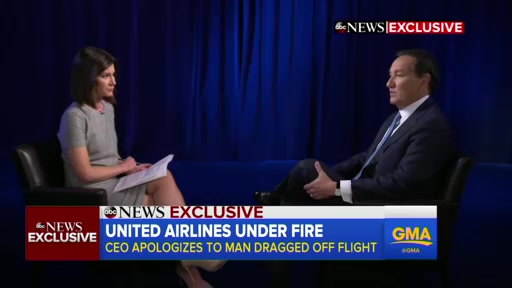 abc NEWS EXCLUSIVE
abc NEWS EXCLUSIVE
abc NEWS
EXCLUSIVE
UNITED AIRLINES UNDER FIRE
CEO APOLOGIZES TO MAN DRAGGED OFF FLIGHT
GMA
@GMA